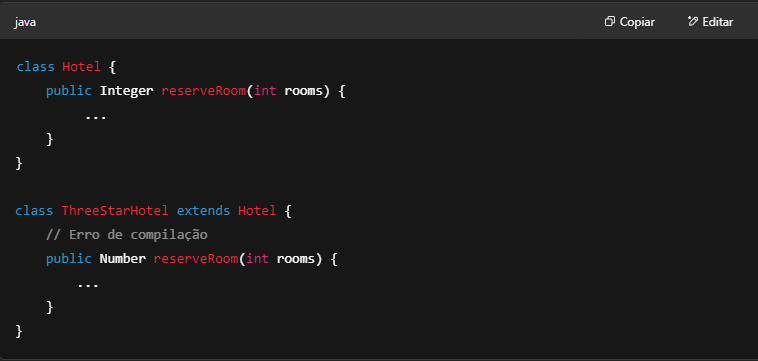 java
Copiar
Editar
class Hotel {
    public Integer reserveRoom(int rooms) {
        ...
    }
}

class ThreeStarHotel extends Hotel {
    // Erro de compilação
    public Number reserveRoom(int rooms) {
        ...
    }
}